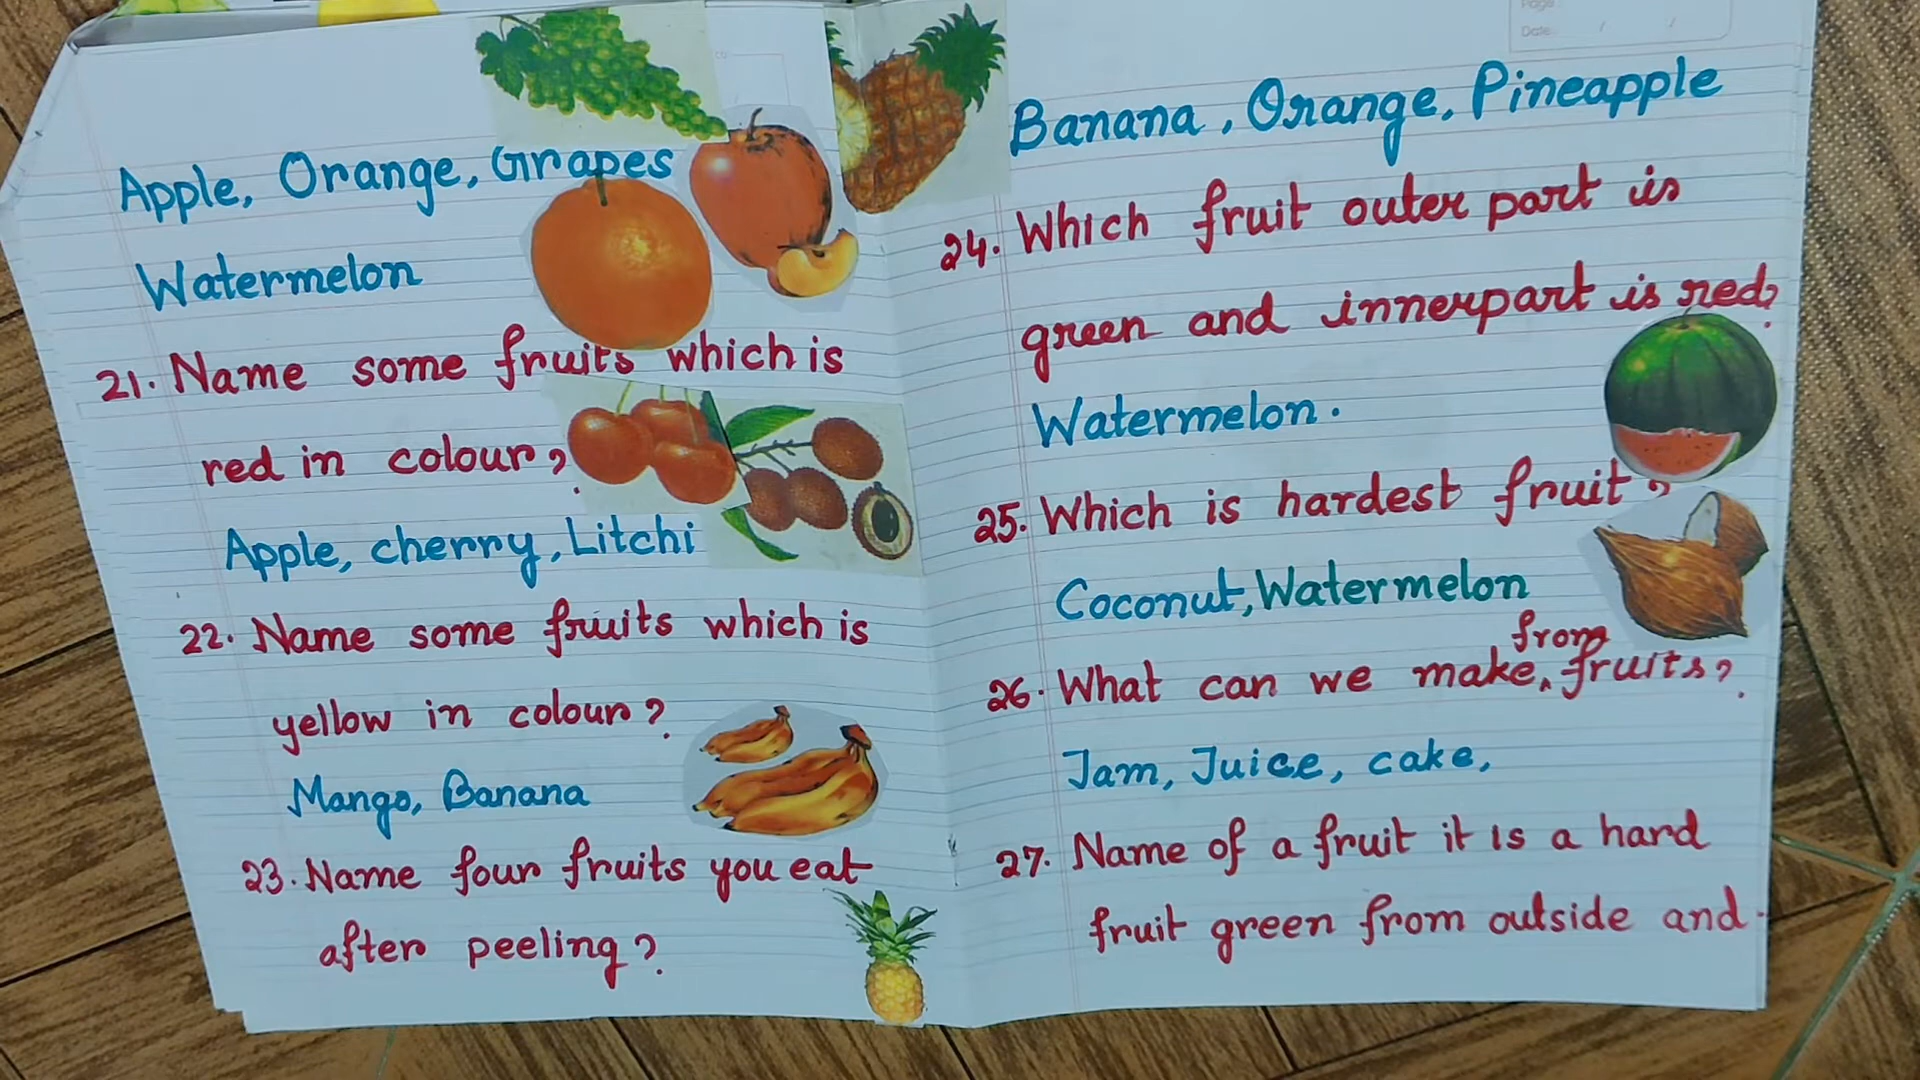 Apple, Orange, Grapes
Watermelon
21. Name some fruits which is
red in colour?
Apple, cherry, Litchi
22. Name some fruits which is
yellow in colour?
Mango, Banana
23. Name four fruits you eat
after peeling?
Page
Date / /
Banana, Orange, Pineapple
24. Which fruit outer part is
green and innerpart is red?
Watermelon.
25. Which is hardest fruit?
Coconut, Watermelon
from
26. What can we make, fruits?
Jam, Juice, cake,
27. Name of a fruit it is a hard
fruit green from outside and